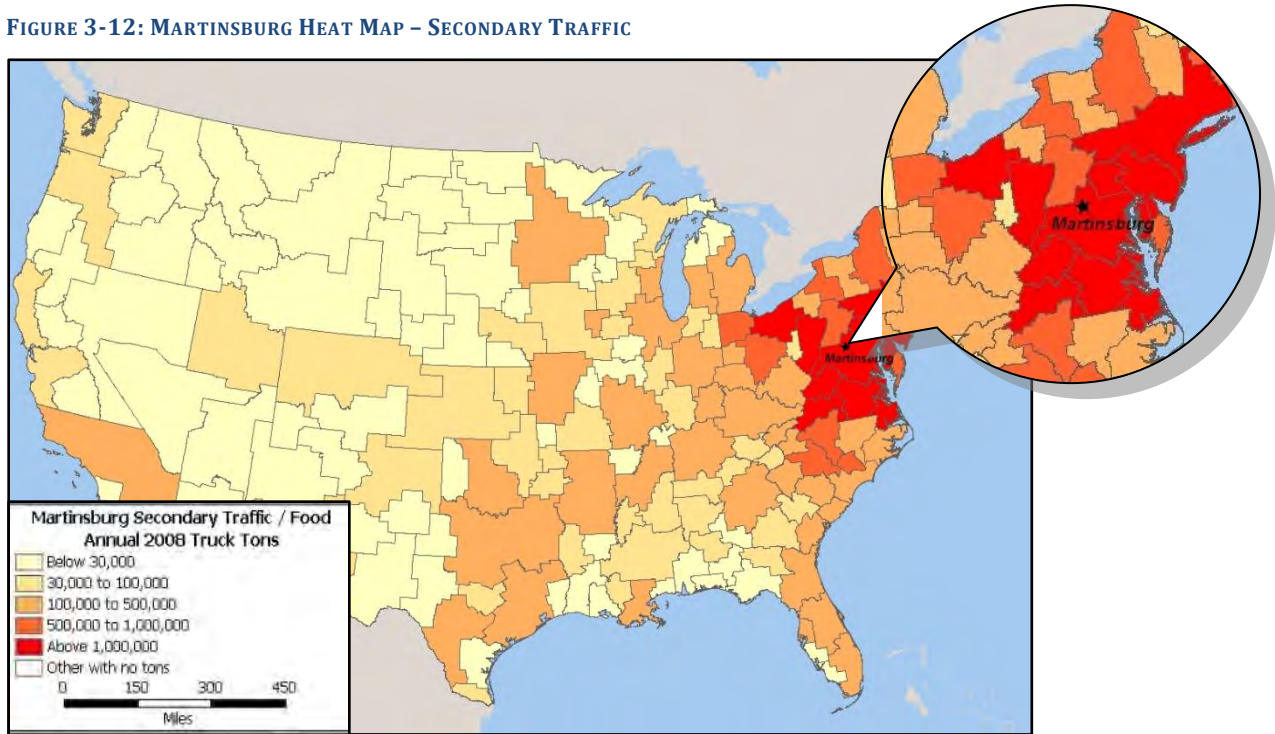 FIGURE 3-12: MARTINSBURG HEAT MAP – SECONDARY TRAFFIC
Martinsburg
Martinsburg
Martinsburg Secondary Traffic / Food
Annual 2008 Truck Tons
Below 30,000
30,000 to 100,000
100,000 to 500,000
500,000 to 1,000,000
Above 1,000,000
Other with no tons
0 150 300 450
Miles